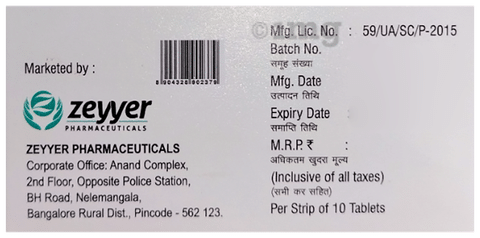 Marketed by :
8904328602379
zeyyer
PHARMACEUTICALS
ZEYYER PHARMACEUTICALS
Corporate Office: Anand Complex,
2nd Floor, Opposite Police Station,
BH Road, Nelemangala,
Bangalore Rural Dist., Pincode - 562 123.
Mfg. Lic. No. : 59/UA/SC/P-2015
Batch No.
समूह संख्या
Mfg. Date
उत्पादन तिथि
Expiry Date :
समाप्ति तिथि
M.R.P. ₹ :
अधिकतम खुदरा मूल्य
(Inclusive of all taxes)
(सभी कर सहित)
Per Strip of 10 Tablets